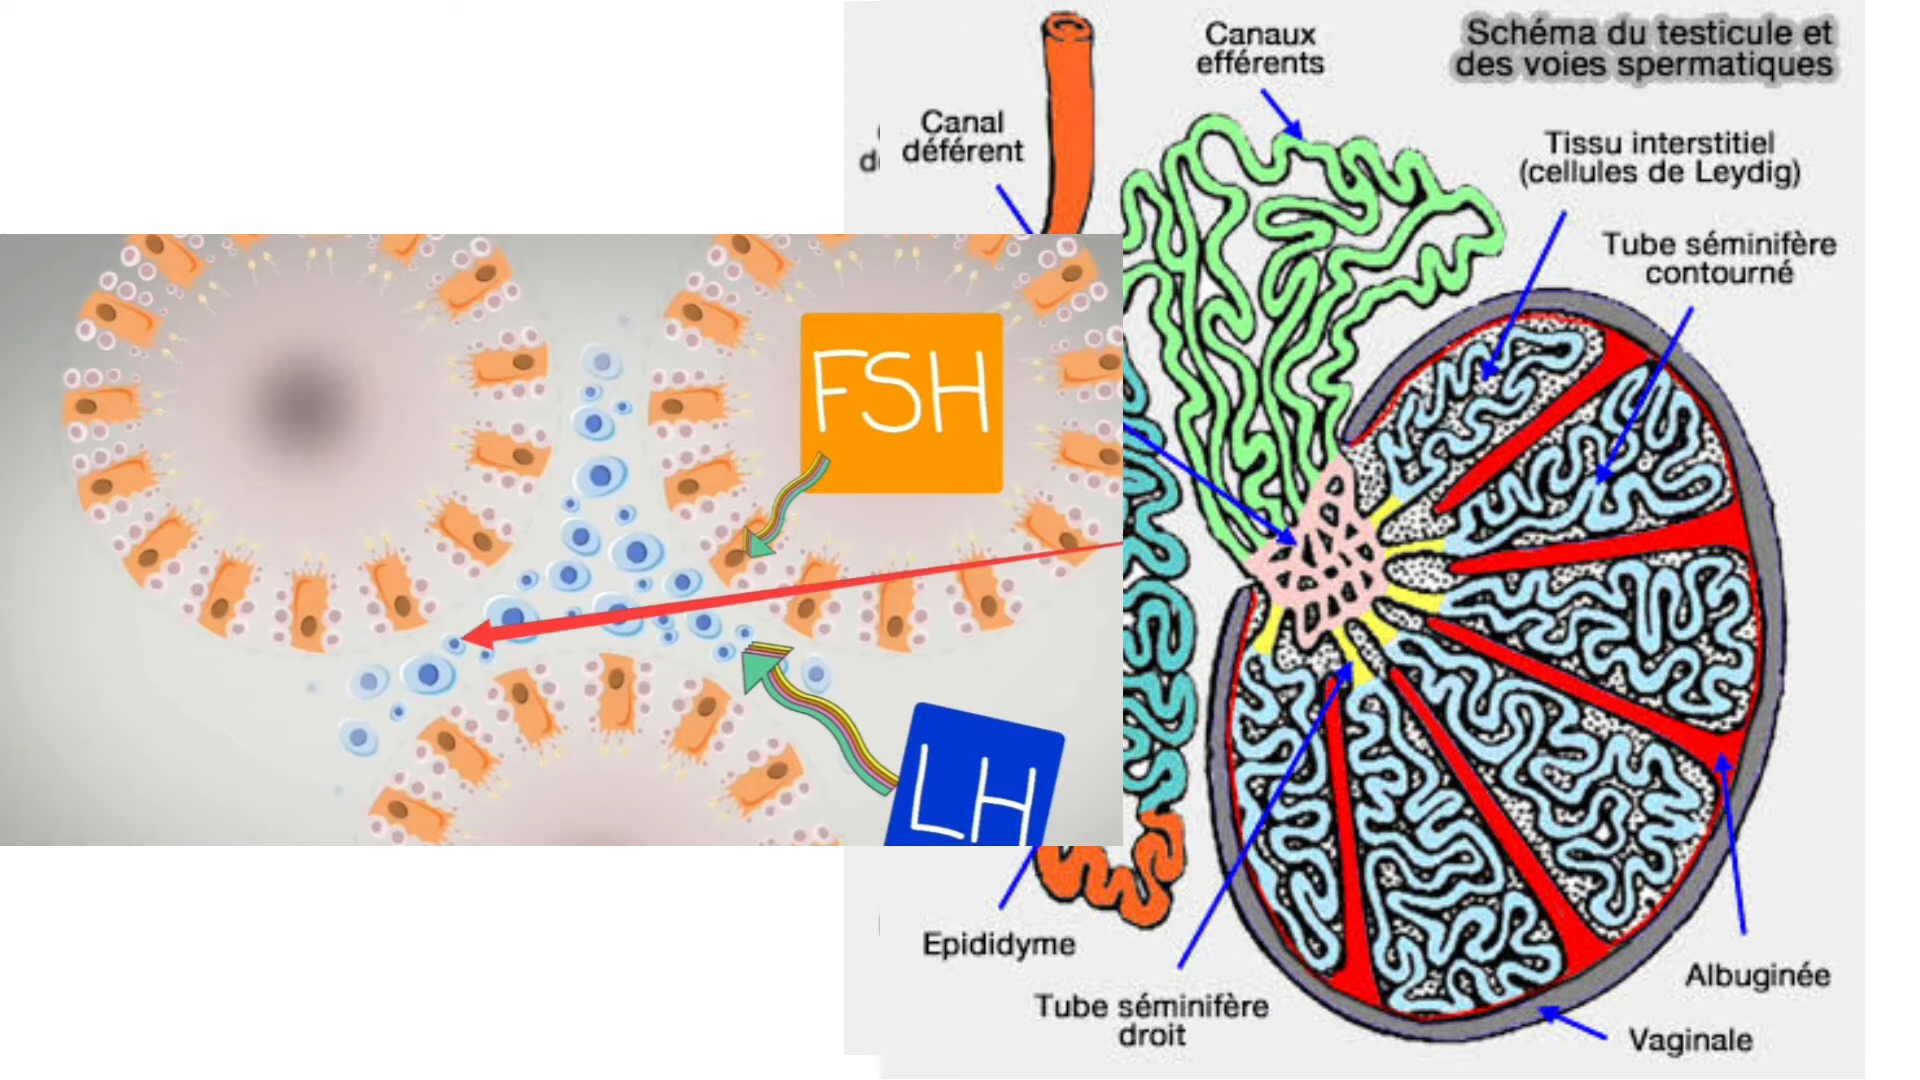 Schéma du testicule et
des voies spermatiques
Canaux
efférents
Canal
déférent
Tissu interstitiel
(cellules de Leydig)
Tube séminifère
contourné
FSH
LH
Epididyme
Tube séminifère
droit
Albuginée
Vaginale